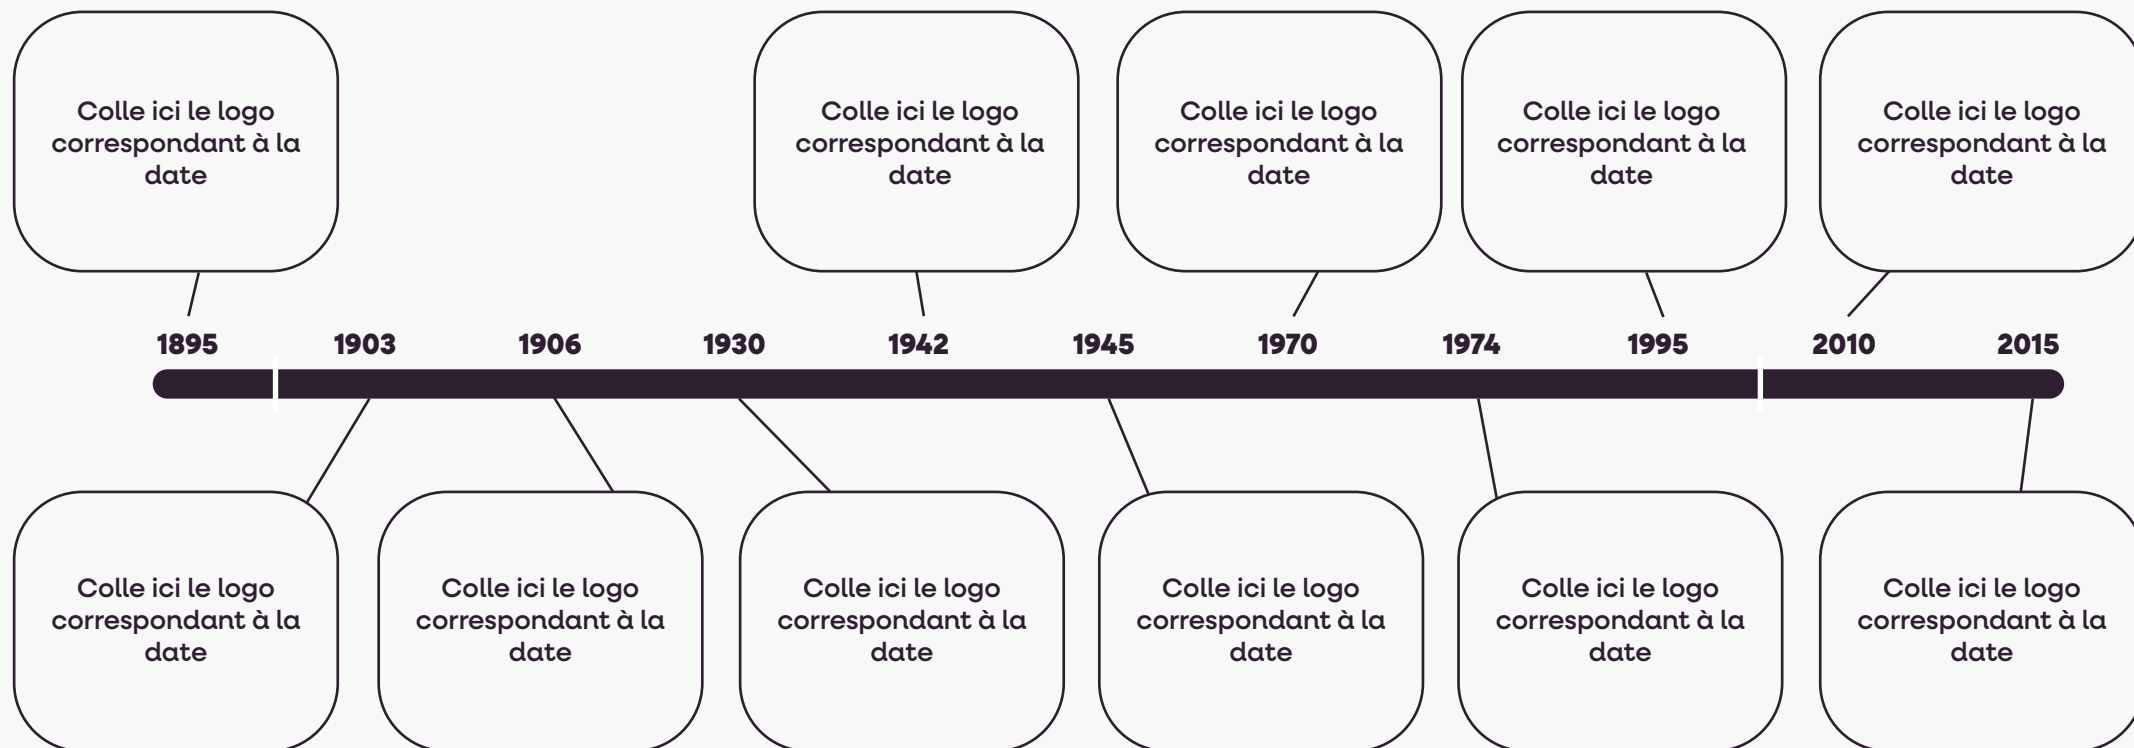 Colle ici le logo
correspondant à la
date
Colle ici le logo
correspondant à la
date
Colle ici le logo
correspondant à la
date
Colle ici le logo
correspondant à la
date
Colle ici le logo
correspondant à la
date
1895 1903 1906 1930 1942 1945 1970 1974 1995 2010 2015
Colle ici le logo
correspondant à la
date
Colle ici le logo
correspondant à la
date
Colle ici le logo
correspondant à la
date
Colle ici le logo
correspondant à la
date
Colle ici le logo
correspondant à la
date
Colle ici le logo
correspondant à la
date